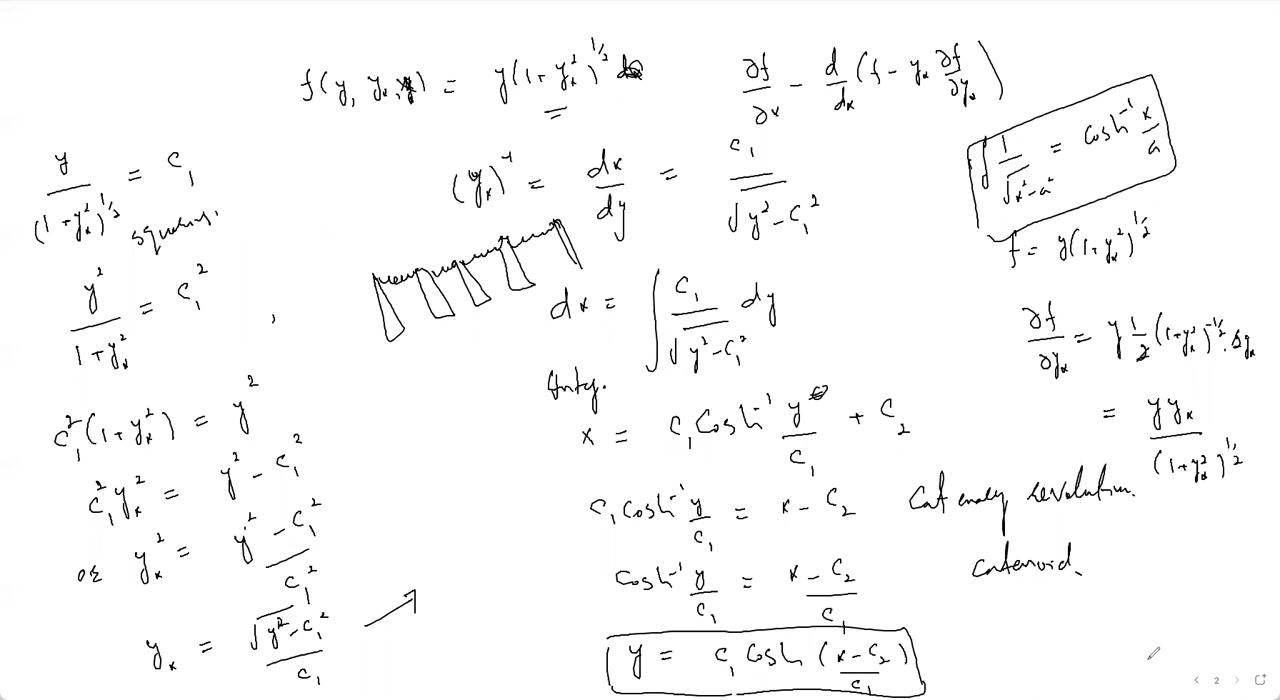 f(y, yₓ, x) = y(1+yₓ²)^{1/2}
∂f/∂x − d/dx (f − yₓ ∂f/∂yₓ)
y/(1+yₓ²)^{1/2} = c₁
squaring.
y²/(1+yₓ²) = c₁²
c₁²(1+yₓ²) = y²
c₁²yₓ² = y² − c₁²
or yₓ² = (y² − c₁²)/c₁²
yₓ = √(y² − c₁²)/c₁
(yₓ)⁻¹ = dx/dy = c₁/√(y² − c₁²)
dx = ∫ c₁/√(y² − c₁²) dy
Integ.
x = c₁ Cosh⁻¹ y/c₁ + c₂
c₁ Cosh⁻¹ y/c₁ = x − c₂
Cosh⁻¹ y/c₁ = (x − c₂)/c₁
y = c₁ Cosh ((x − c₂)/c₁)
∫ 1/√(x² − a²) = Cosh⁻¹ x/a
f = y(1+yₓ²)^{1/2}
∂f/∂yₓ = y 1/2 (1+yₓ²)^{-1/2} · 2yₓ
= y yₓ/(1+yₓ²)^{1/2}
Catenary revolution.
Catenoid.
2